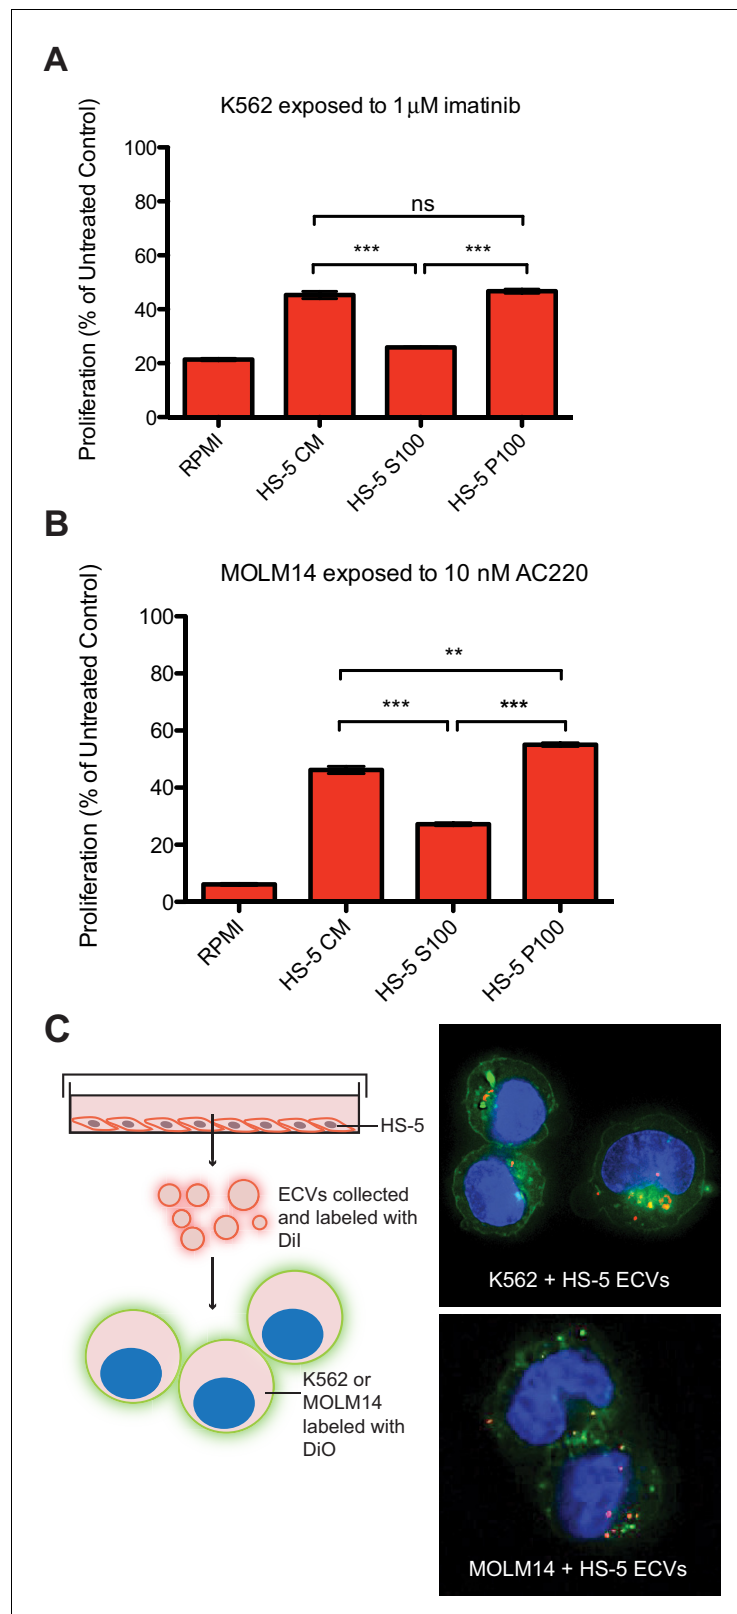 A
K562 exposed to 1μM imatinib
Proliferation (% of Untreated Control)
100
80
60
40
20
0
ns
***
***
RPMI
HS-5 CM
HS-5 S100
HS-5 P100
B
MOLM14 exposed to 10 nM AC220
Proliferation (% of Untreated Control)
100
80
60
40
20
0
**
***
***
RPMI
HS-5 CM
HS-5 S100
HS-5 P100
C
HS-5
ECVs collected
and labeled with
DiI
K562 or
MOLM14
labeled with
DiO
K562 + HS-5 ECVs
MOLM14 + HS-5 ECVs